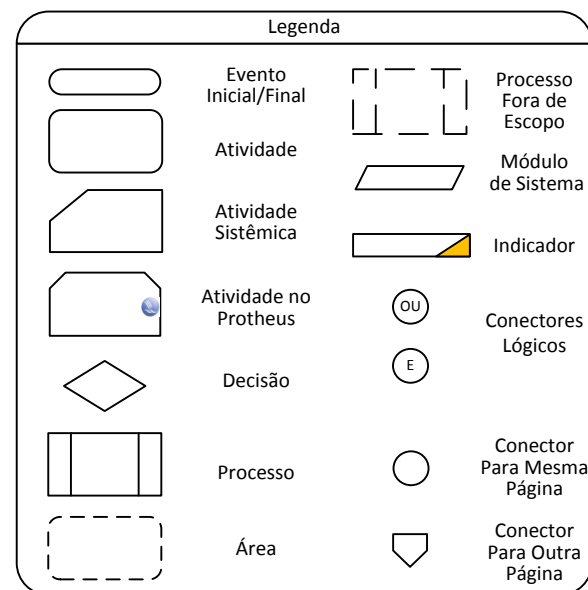 Legenda
Evento
Inicial/Final
Atividade
Atividade
Sistêmica
Atividade no
Protheus
Decisão
Processo
Área
Processo
Fora de
Escopo
Módulo
de Sistema
Indicador
OU
E
Conectores
Lógicos
Conector
Para Mesma
Página
Conector
Para Outra
Página